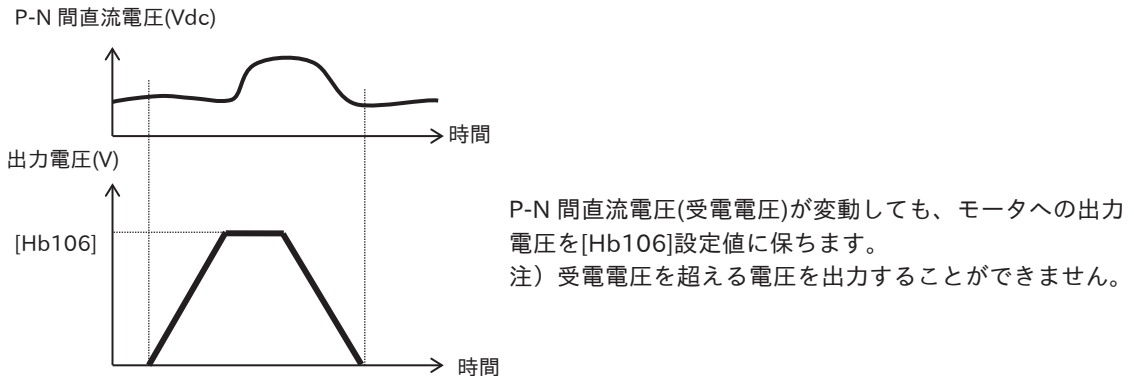 P-N 間直流電圧(Vdc)
時間
出力電圧(V)
[Hb106]
時間
P-N 間直流電圧(受電電圧)が変動しても、モータへの出力
電圧を[Hb106]設定値に保ちます。
注）受電電圧を超える電圧を出力することができません。